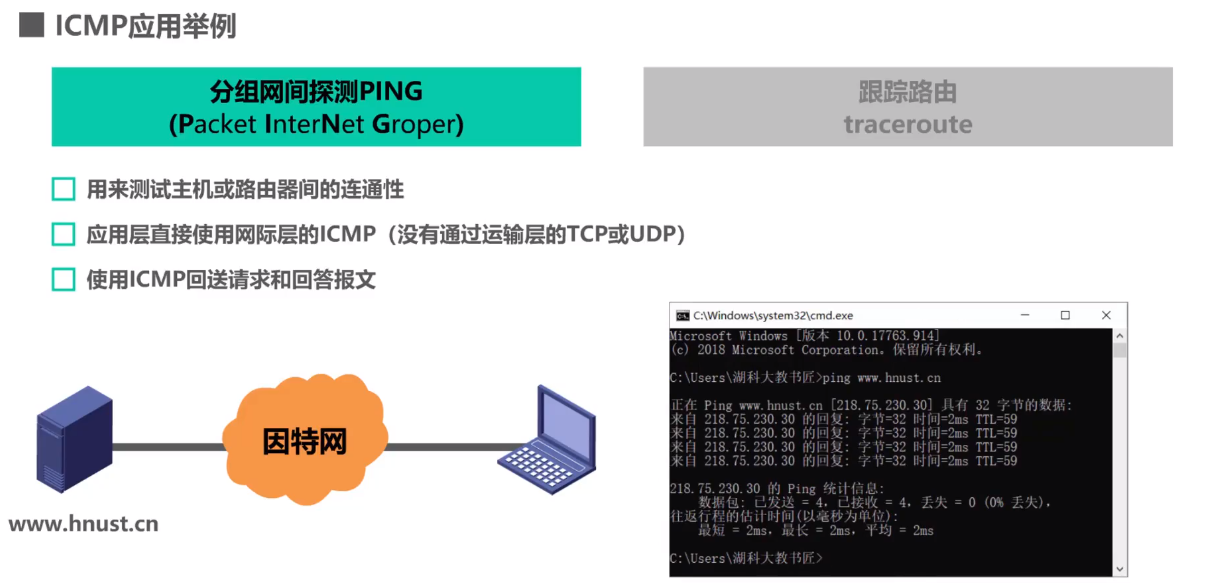 ICMP应用举例
分组网间探测PING
(Packet InterNet Groper)
跟踪路由
traceroute
用来测试主机或路由器间的连通性
应用层直接使用网际层的ICMP（没有通过运输层的TCP或UDP）
使用ICMP回送请求和回答报文
因特网
www.hnust.cn
C:\Windows\system32\cmd.exe
Microsoft Windows [版本 10.0.17763.914]
(c) 2018 Microsoft Corporation。保留所有权利。
C:\Users\湖科大教书匠>ping www.hnust.cn
正在 Ping www.hnust.cn [218.75.230.30] 具有 32 字节的数据:
来自 218.75.230.30 的回复: 字节=32 时间=2ms TTL=59
来自 218.75.230.30 的回复: 字节=32 时间=2ms TTL=59
来自 218.75.230.30 的回复: 字节=32 时间=2ms TTL=59
来自 218.75.230.30 的回复: 字节=32 时间=2ms TTL=59
218.75.230.30 的 Ping 统计信息:
数据包: 已发送 = 4，已接收 = 4，丢失 = 0 (0% 丢失)，
往返行程的估计时间(以毫秒为单位):
最短 = 2ms，最长 = 2ms，平均 = 2ms
C:\Users\湖科大教书匠>